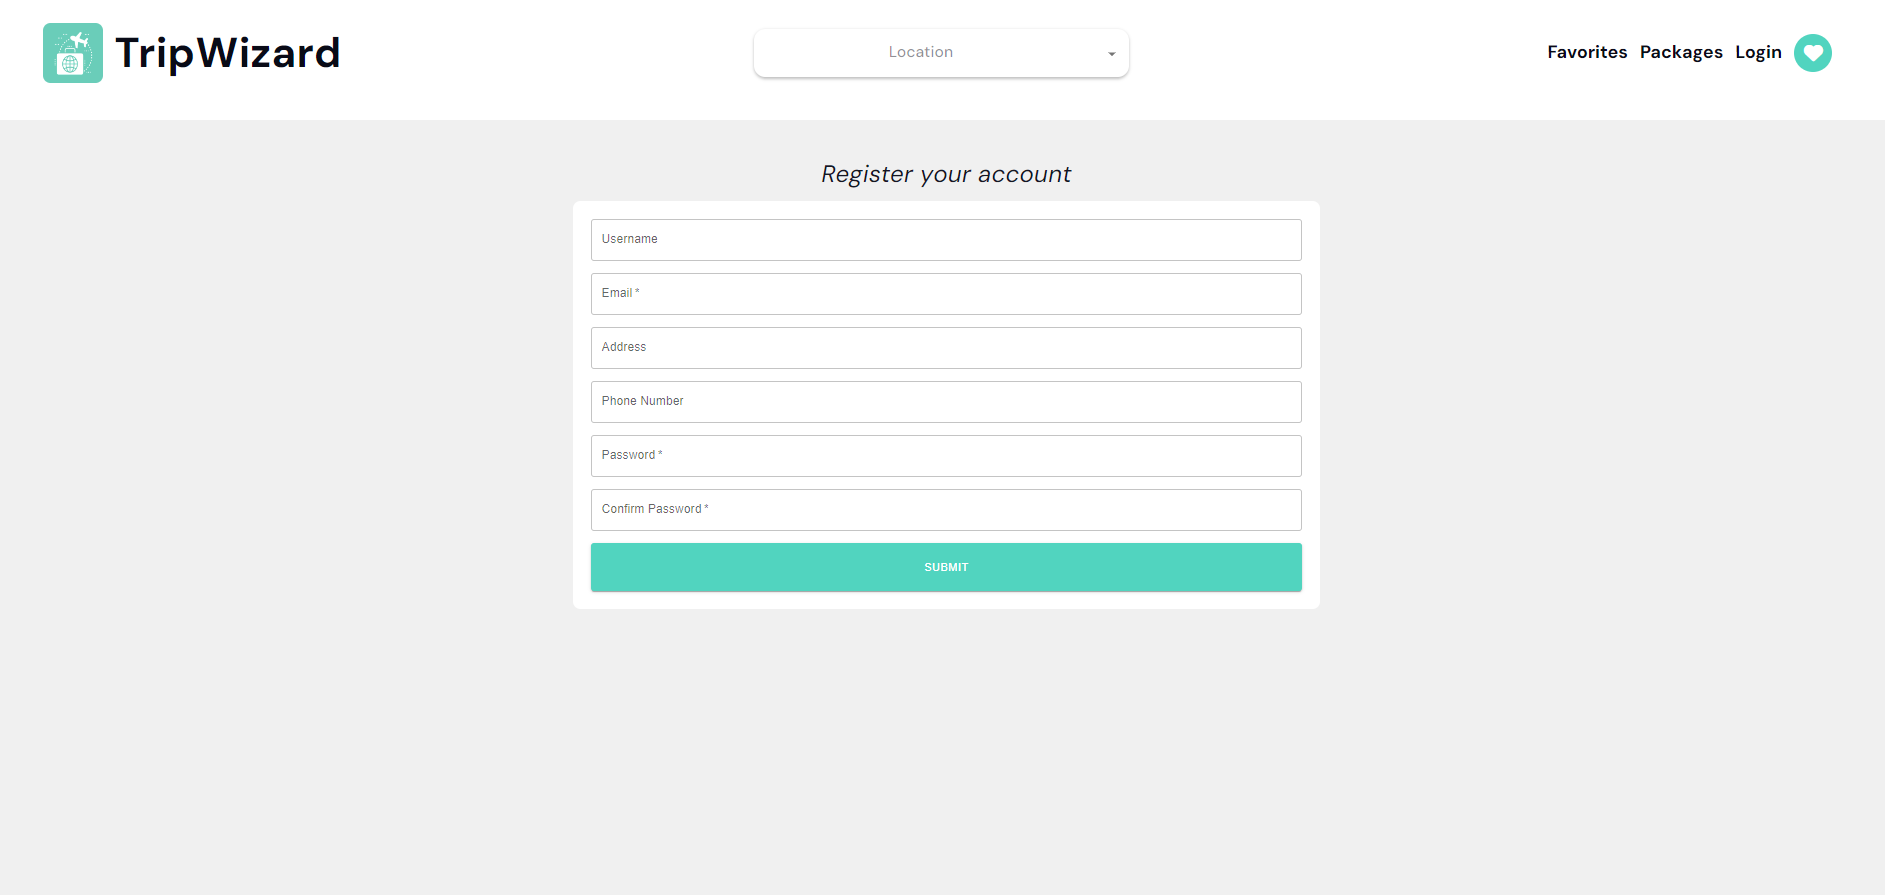 TripWizard
Location
Favorites Packages Login
Register your account
Username
Email *
Address
Phone Number
Password *
Confirm Password *
SUBMIT